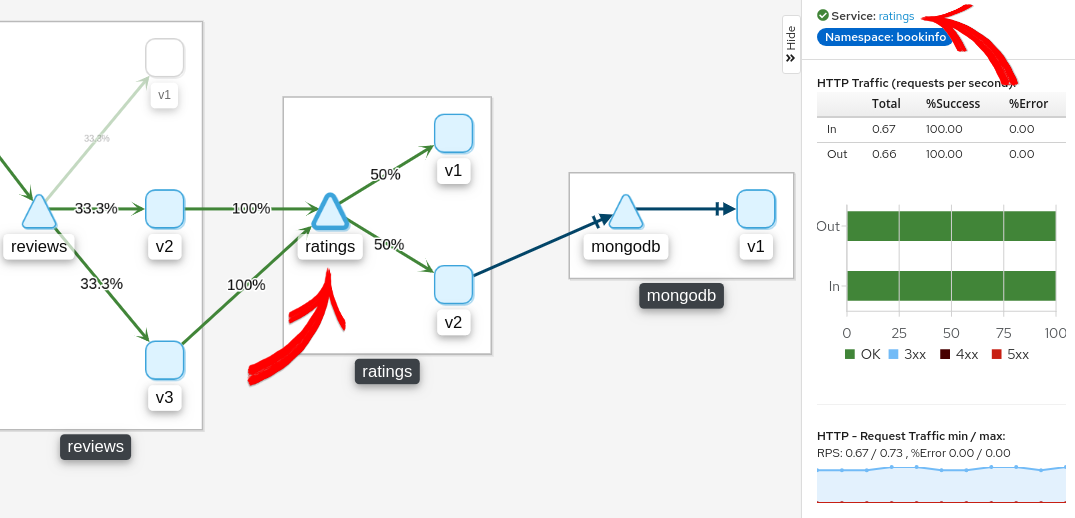 v1
33.3%
reviews
33.3%
v2
33.3%
v3
reviews
100%
100%
ratings
50%
v1
50%
v2
ratings
mongodb
v1
mongodb
Hide
Service: ratings
Namespace: bookinfo
HTTP Traffic (requests per second):
Total %Success %Error
In 0.67 100.00 0.00
Out 0.66 100.00 0.00
Out
In
0 25 50 75 100
OK 3xx 4xx 5xx
HTTP - Request Traffic min / max:
RPS: 0.67 / 0.73 , %Error 0.00 / 0.00